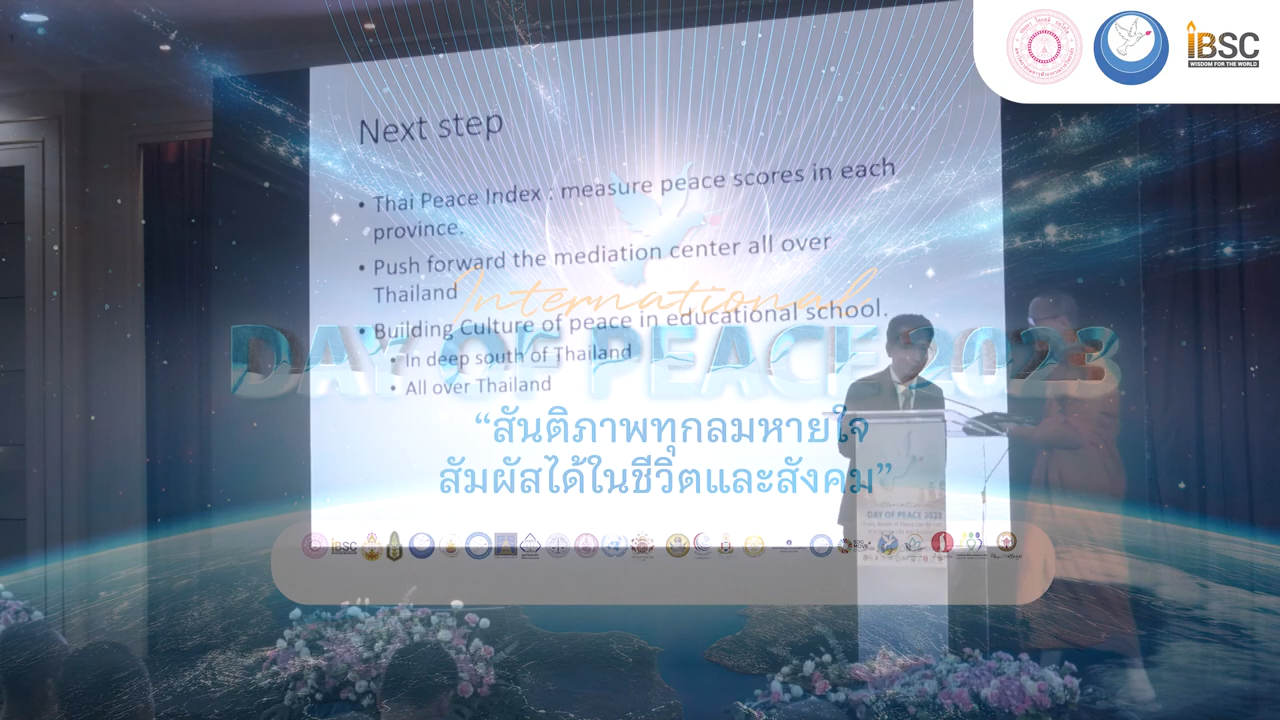 iBSC
WISDOM FOR THE WORLD
Next step
• Thai Peace Index : measure peace scores in each
province.
• Push forward the mediation center all over
Thailand
International
• Building Culture of peace in educational school.
DAY OF PEACE 2023
• In deep south of Thailand
• All over Thailand
“สันติภาพทุกลมหายใจ
สัมผัสได้ในชีวิตและสังคม”
DAY OF PEACE 2023
iBSC